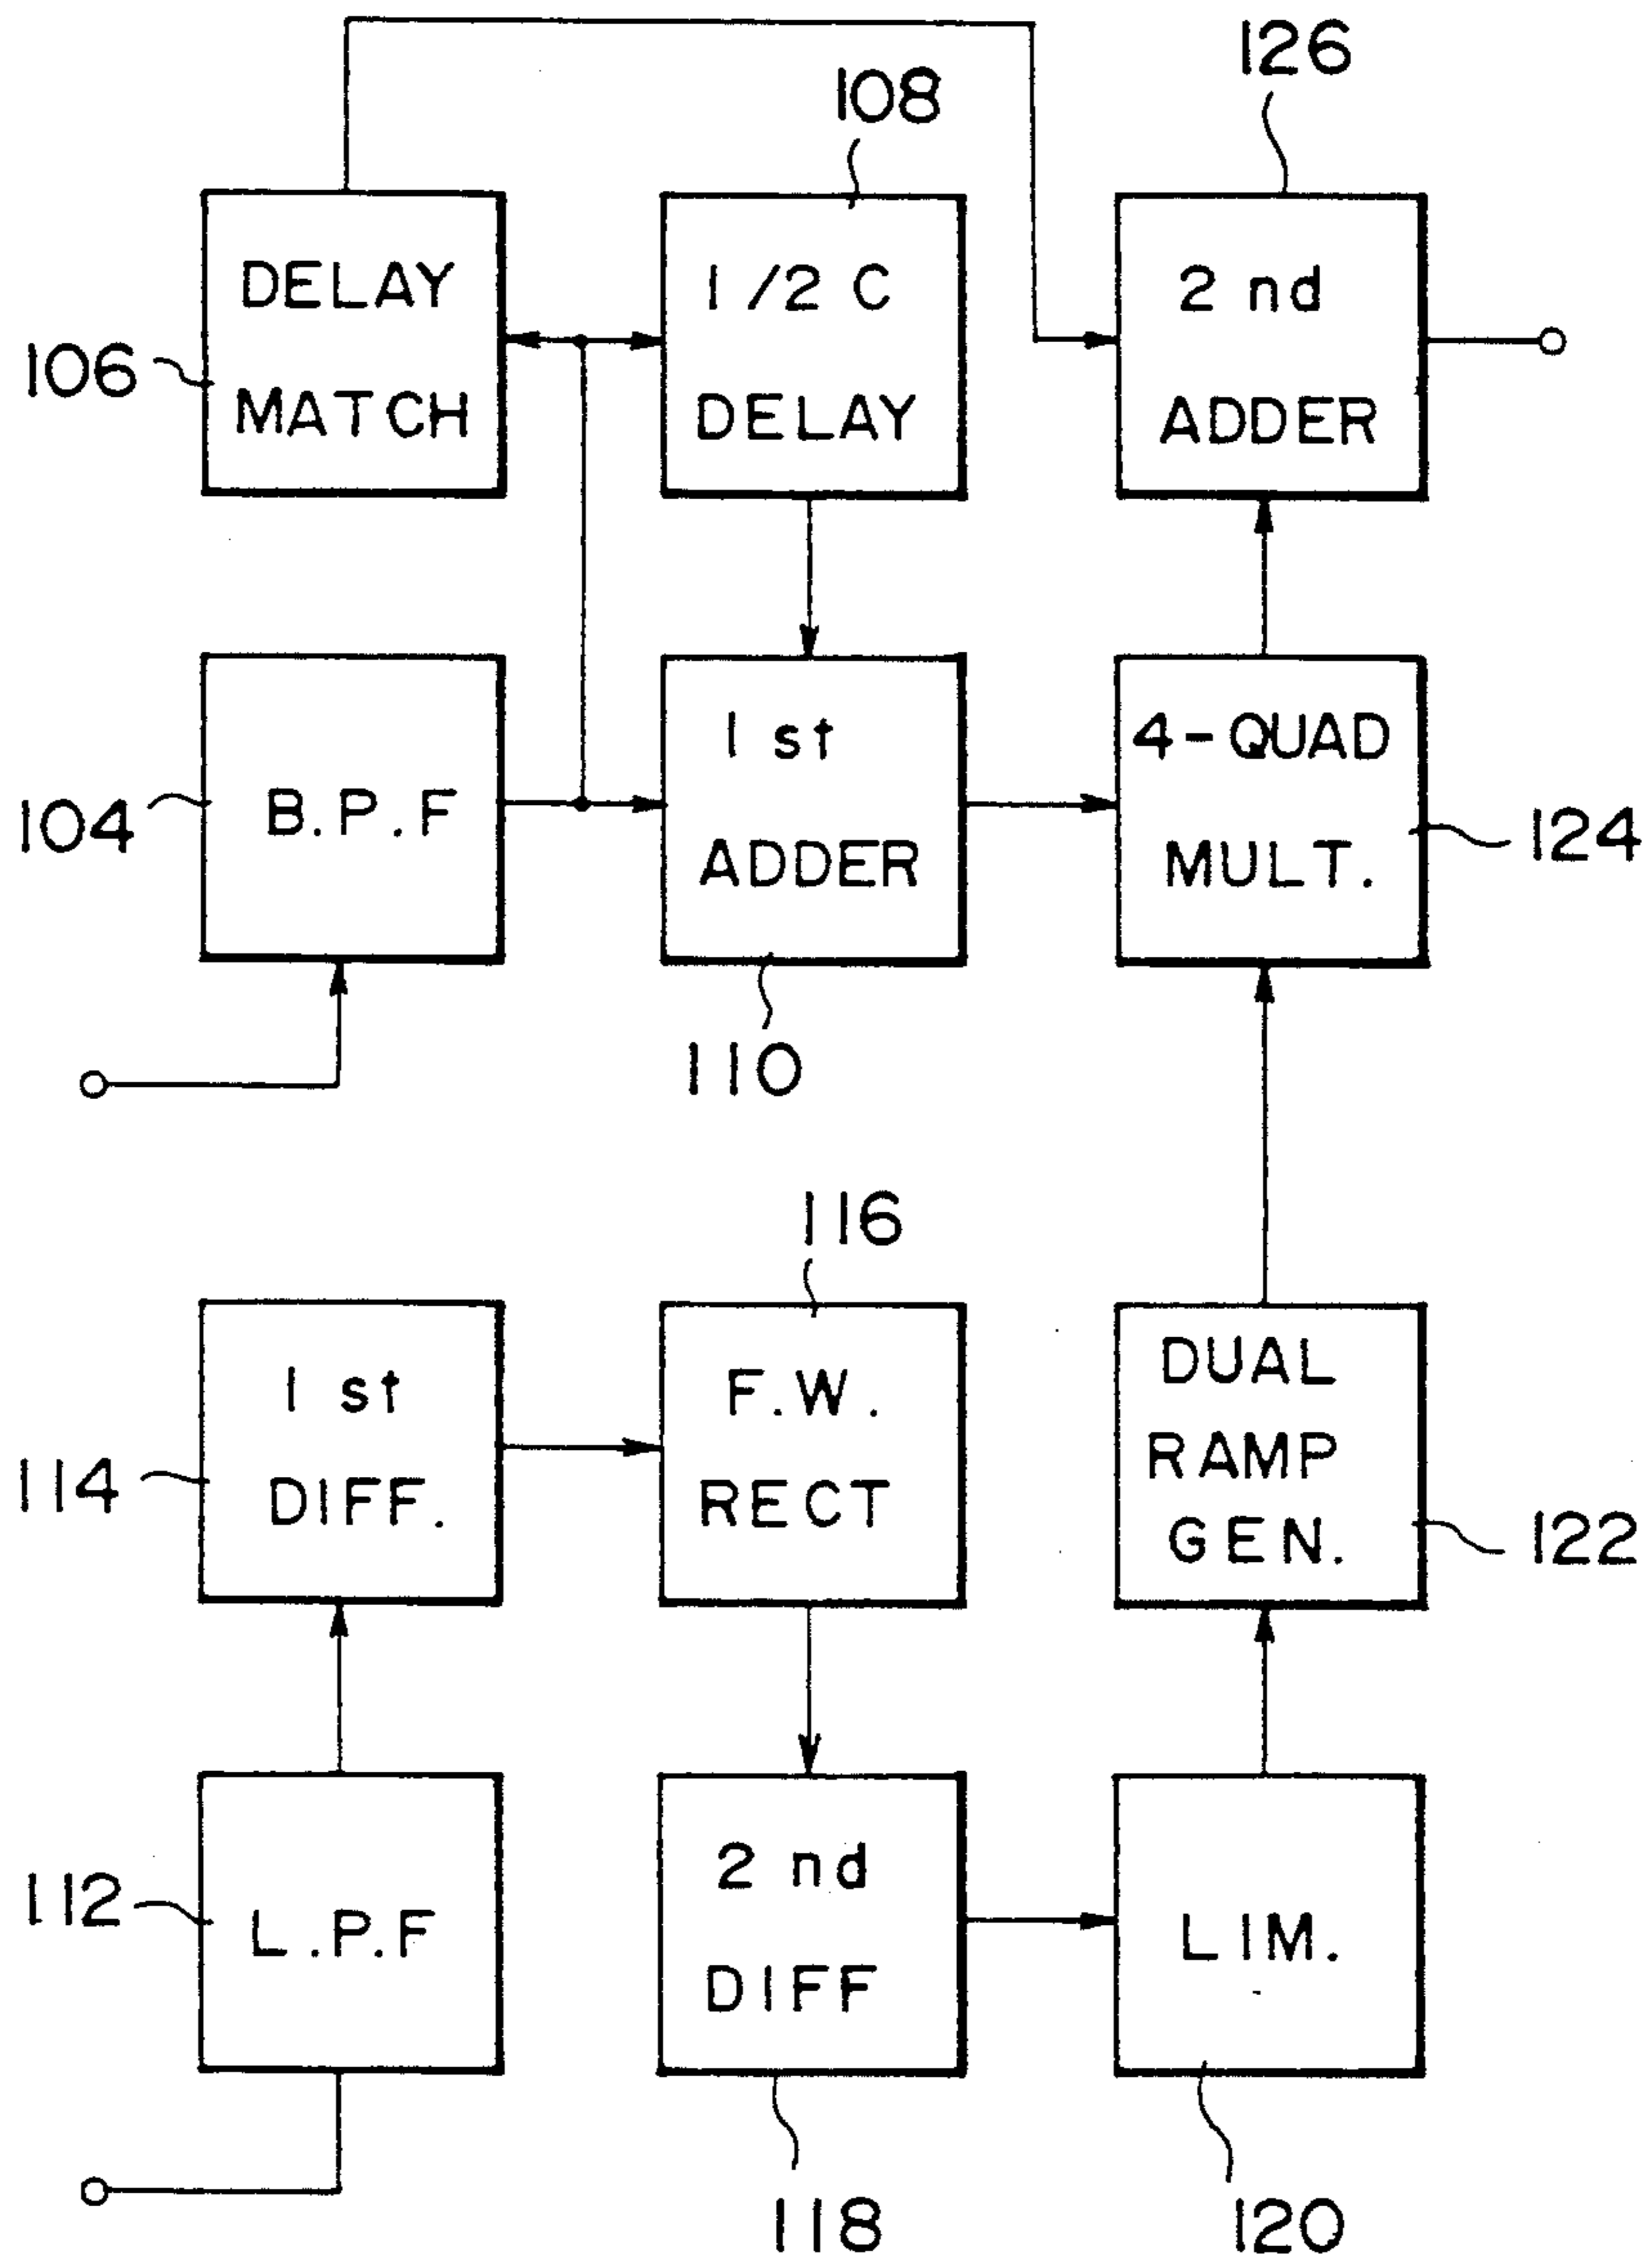 126
108
DELAY
MATCH
1/2 C
DELAY
2 nd
ADDER
106
B.P.F
1 st
ADDER
4-QUAD
MULT.
104
124
110
116
1 st
DIFF.
F.W.
RECT
DUAL
RAMP
GEN.
114
122
L.P.F
2 nd
DIFF
LIM.
112
118
120